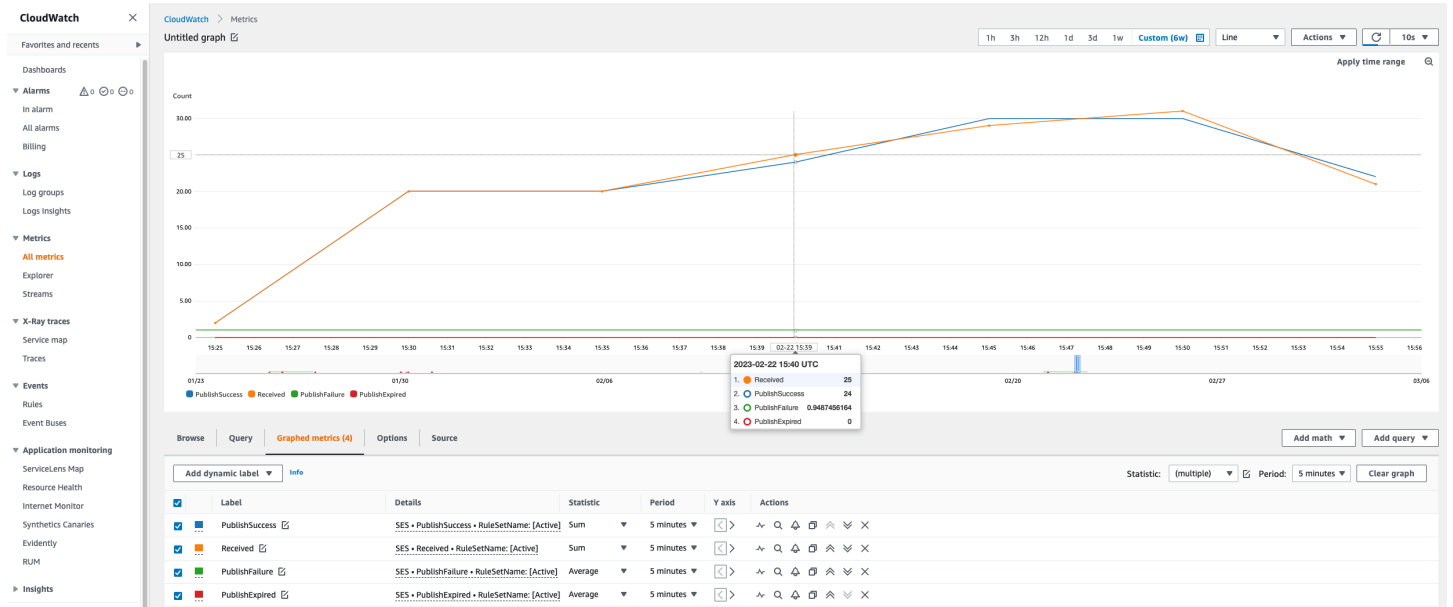 CloudWatch
Favorites and recents
Dashboards
Alarms 0 0 0
In alarm
All alarms
Billing
Logs
Log groups
Logs Insights
Metrics
All metrics
Explorer
Streams
X-Ray traces
Service map
Traces
Events
Rules
Event Buses
Application monitoring
ServiceLens Map
Resource Health
Internet Monitor
Synthetics Canaries
Evidently
RUM
Insights
CloudWatch > Metrics
Untitled graph
1h 3h 12h 1d 3d 1w Custom (6w) Line Actions 10s
Apply time range
Count
30.00
25
20.00
15.00
10.00
5.00
0
15:25 15:26 15:27 15:28 15:29 15:30 15:31 15:32 15:33 15:34 15:35 15:36 15:37 15:38 15:39 02-22 15:39 15:41 15:42 15:43 15:44 15:45 15:46 15:47 15:48 15:49 15:50 15:51 15:52 15:53 15:54 15:55 15:56
2023-02-22 15:40 UTC
1. Received 25
2. PublishSuccess 24
3. PublishFailure 0.9487456164
4. PublishExpired 0
01/23 01/30 02/06 02/20 02/27 03/06
PublishSuccess Received PublishFailure PublishExpired
Browse Query Graphed metrics (4) Options Source Add math Add query
Add dynamic label Info Statistic: (multiple) Period: 5 minutes Clear graph
Label Details Statistic Period Y axis Actions
PublishSuccess SES • PublishSuccess • RuleSetName: [Active] Sum 5 minutes
Received SES • Received • RuleSetName: [Active] Sum 5 minutes
PublishFailure SES • PublishFailure • RuleSetName: [Active] Average 5 minutes
PublishExpired SES • PublishExpired • RuleSetName: [Active] Average 5 minutes